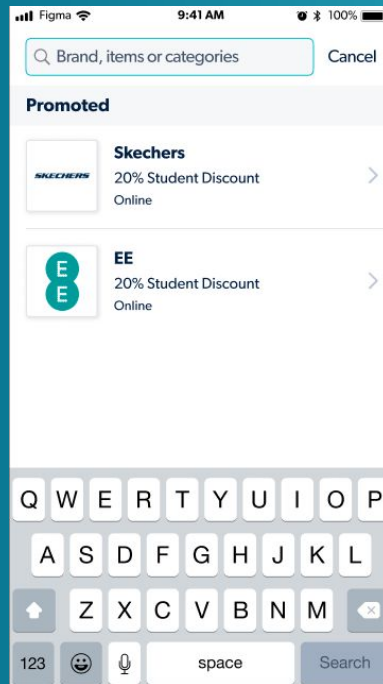 Figma 9:41 AM 100%
Brand, items or categories Cancel
Promoted
SKECHERS
Skechers
20% Student Discount
Online
E
E
EE
20% Student Discount
Online
Q W E R T Y U I O P
A S D F G H J K L
Z X C V B N M
123 space Search